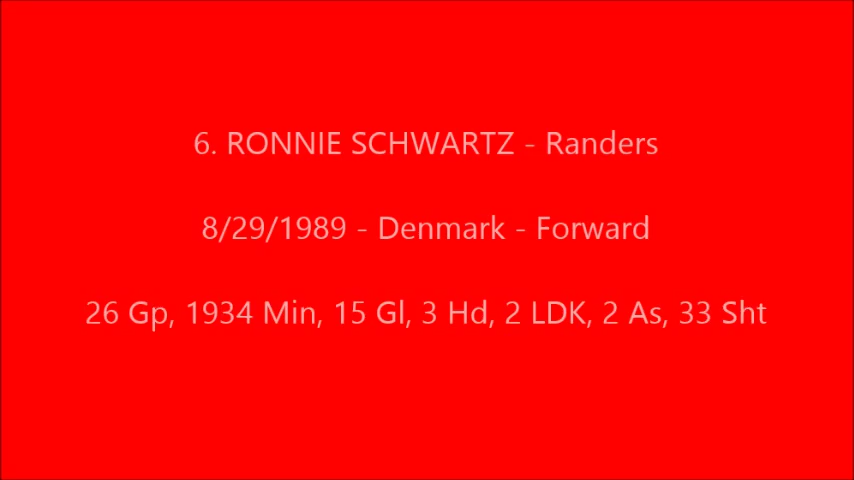 6. RONNIE SCHWARTZ - Randers
8/29/1989 - Denmark - Forward
26 Gp, 1934 Min, 15 Gl, 3 Hd, 2 LDK, 2 As, 33 Sht